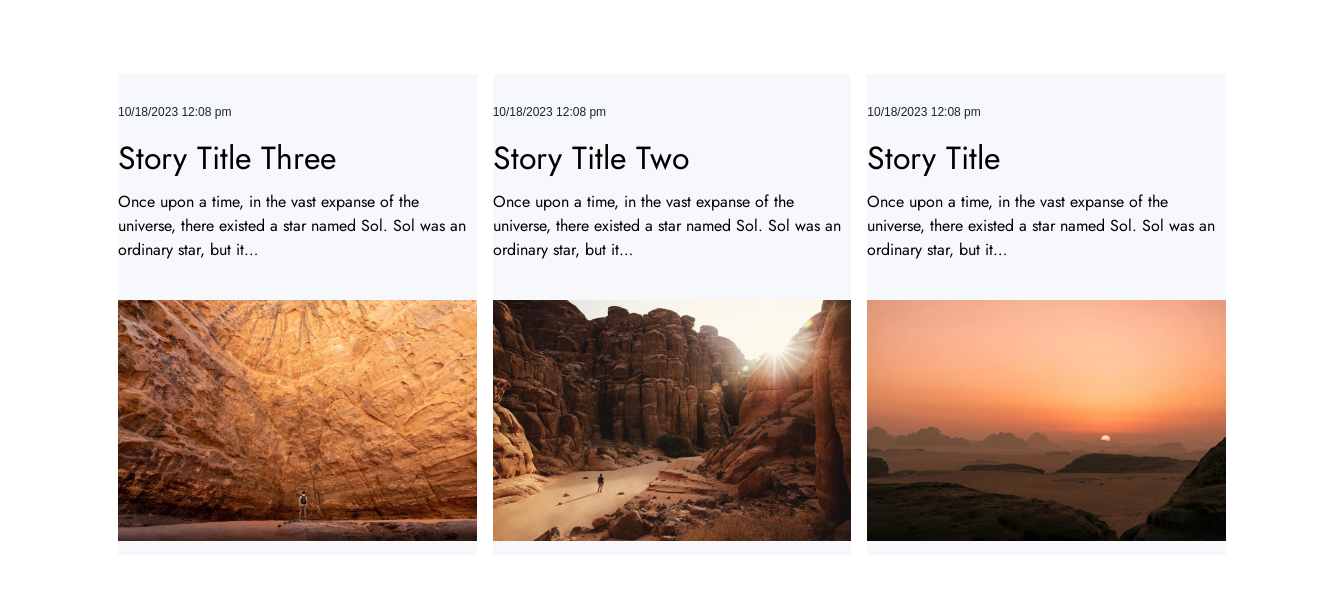 10/18/2023 12:08 pm
Story Title Three
Once upon a time, in the vast expanse of the
universe, there existed a star named Sol. Sol was an
ordinary star, but it…
10/18/2023 12:08 pm
Story Title Two
Once upon a time, in the vast expanse of the
universe, there existed a star named Sol. Sol was an
ordinary star, but it…
10/18/2023 12:08 pm
Story Title
Once upon a time, in the vast expanse of the
universe, there existed a star named Sol. Sol was an
ordinary star, but it…